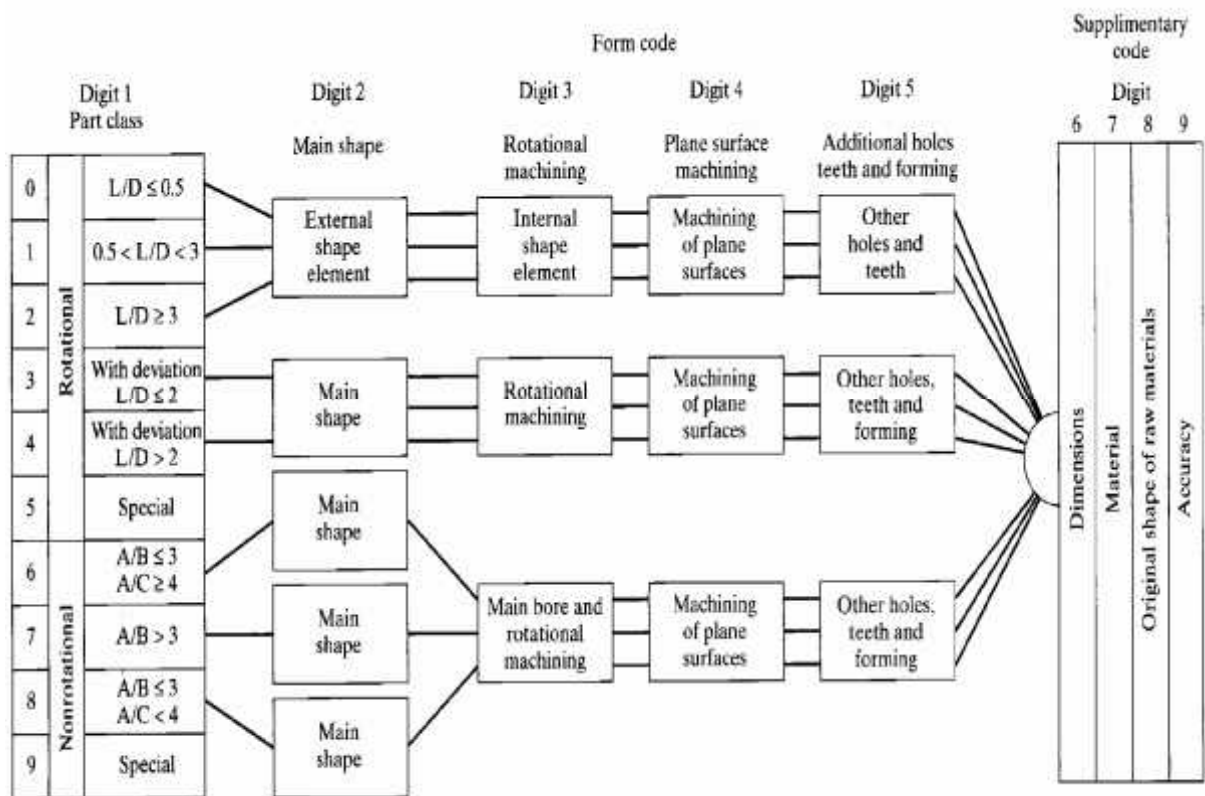 Form code
Supplimentary
code
Digit 1
Part class
Digit 2
Digit 3
Digit 4
Digit 5
Digit
6 7 8 9
Main shape
Rotational
machining
Plane surface
machining
Additional holes
teeth and forming
0
1
2
3
4
5
6
7
8
9
Rotational
Nonrotational
L/D ≤ 0.5
0.5 < L/D < 3
L/D ≥ 3
With deviation
L/D ≤ 2
With deviation
L/D > 2
Special
A/B ≤ 3
A/C ≥ 4
A/B > 3
A/B ≤ 3
A/C < 4
Special
External
shape
element
Internal
shape
element
Machining
of plane
surfaces
Other
holes and
teeth
Main
shape
Rotational
machining
Machining
of plane
surfaces
Other holes,
teeth and
forming
Main
shape
Main
shape
Main
shape
Main bore and
rotational
machining
Machining
of plane
surfaces
Other holes,
teeth and
forming
Dimensions
Material
Original shape of raw materials
Accuracy